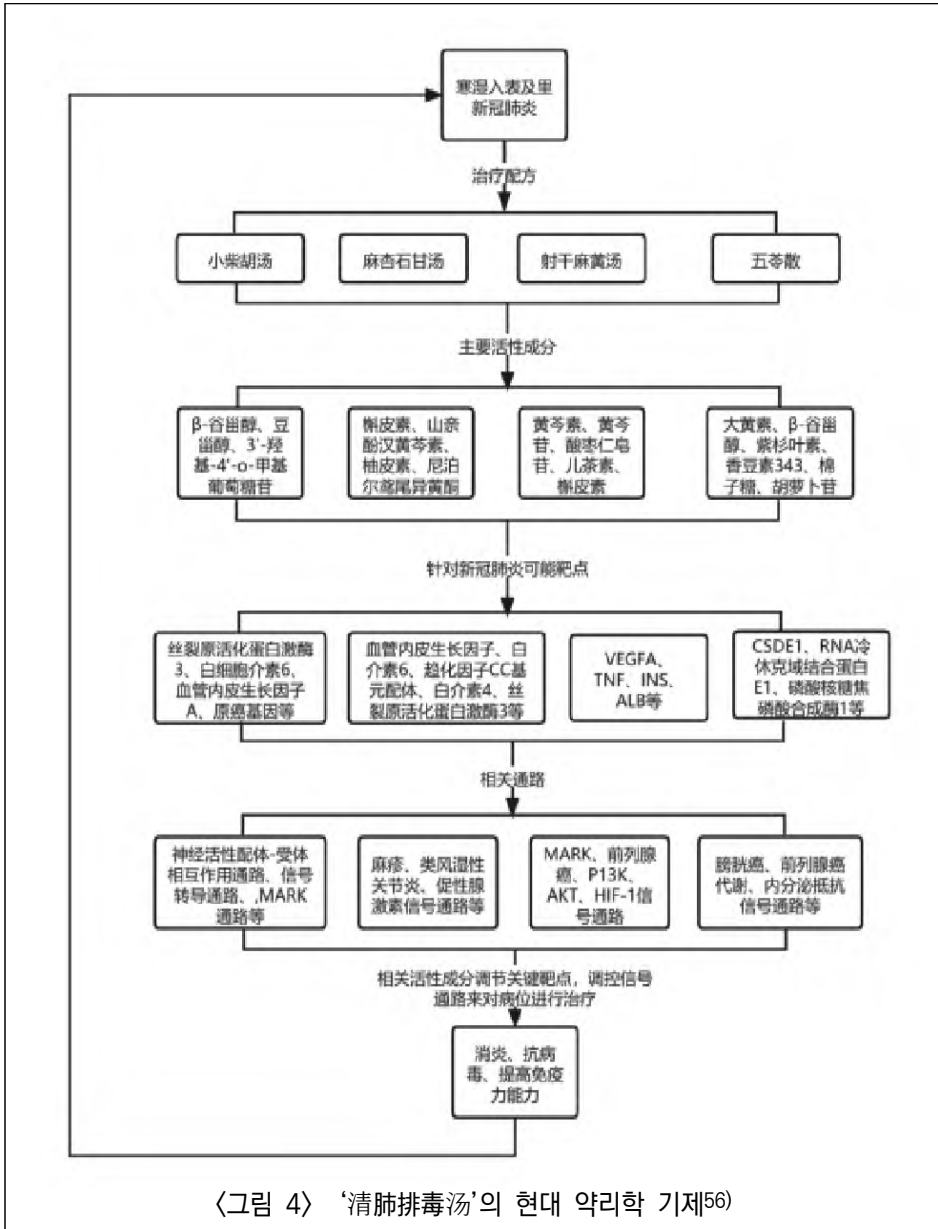 寒湿入表及里
新冠肺炎
治疗配方
小柴胡汤
麻杏石甘汤
射干麻黄汤
五苓散
主要活性成分
β-谷甾醇、豆
甾醇、3'-羟
基-4'-o-甲基
葡萄糖苷
槲皮素、山柰
酚汉黄芩素、
柚皮素、尼泊
尔鸢尾异黄酮
黄芩素、黄芩
苷、酸枣仁皂
苷、儿茶素、
槲皮素
大黄素、β-谷甾
醇、紫杉叶素、
香豆素343、棉
子糖、胡萝卜苷
针对新冠肺炎可能靶点
丝裂原活化蛋白激酶
3、白细胞介素6、
血管内皮生长因子
A、原癌基因等
血管内皮生长因子、白
介素6、趋化因子CC基
元配体、白介素4、丝
裂原活化蛋白激酶3等
VEGFA、
TNF、INS、
ALB等
CSDE1、RNA冷
休克域结合蛋白
E1、磷酸核糖焦
磷酸合成酶1等
相关通路
神经活性配体-受体
相互作用通路、信号
转导通路、,MARK
通路等
麻疹、类风湿性
关节炎、促性腺
激素信号通路等
MARK、前列腺
癌、P13K、
AKT、HIF-1信
号通路
膀胱癌、前列腺癌
代谢、内分泌抵抗
信号通路等
相关活性成分调节关键靶点，调控信号
通路来对病位进行治疗
消炎、抗病
毒、提高免疫
力能力
〈그림 4〉 '清肺排毒汤'의 현대 약리학 기제56)